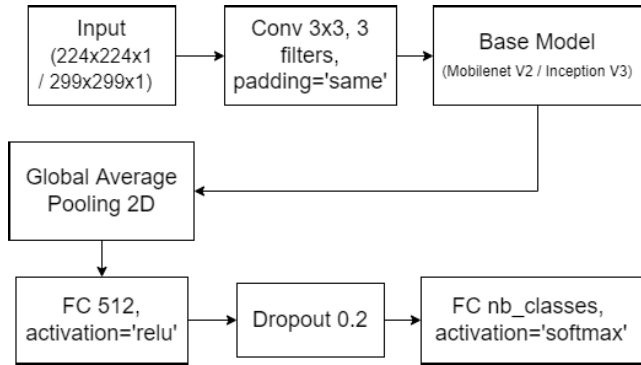 Input
(224x224x1
/ 299x299x1)
Conv 3x3, 3
filters,
padding='same'
Base Model
(Mobilenet V2 / Inception V3)
Global Average
Pooling 2D
FC 512,
activation='relu'
Dropout 0.2
FC nb_classes,
activation='softmax'